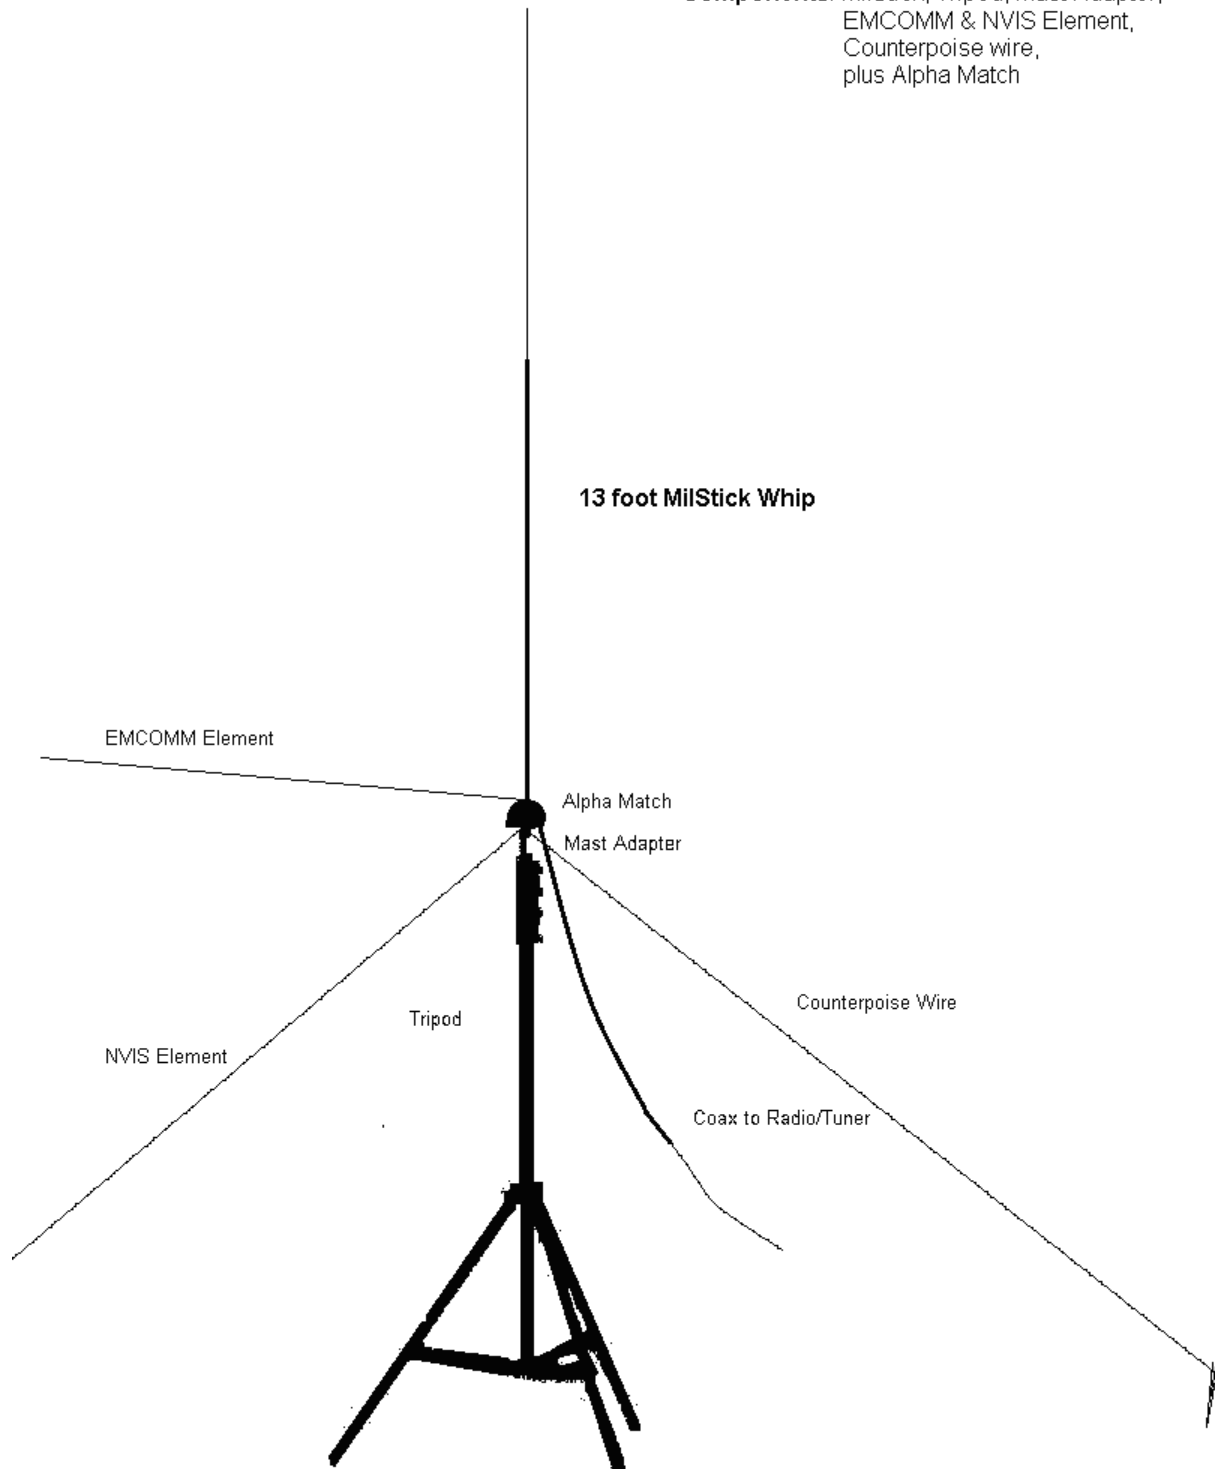 EMCOMM & NVIS Element,
Counterpoise wire,
plus Alpha Match
13 foot MilStick Whip
EMCOMM Element
Alpha Match
Mast Adapter
Counterpoise Wire
Tripod
NVIS Element
Coax to Radio/Tuner